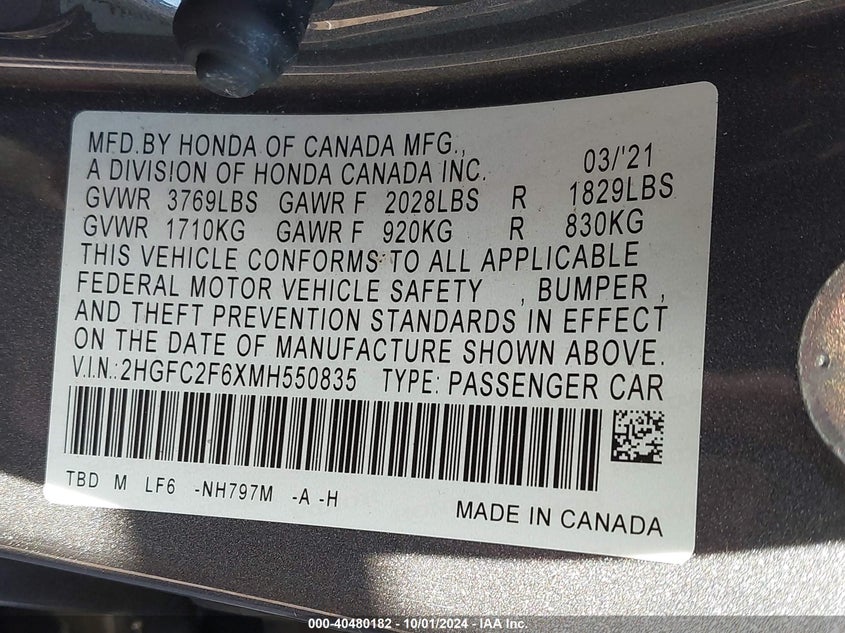 MFD.BY HONDA OF CANADA MFG.,
A DIVISION OF HONDA CANADA INC. 03/'21
GVWR 3769LBS GAWR F 2028LBS R 1829LBS
GVWR 1710KG GAWR F 920KG R 830KG
THIS VEHICLE CONFORMS TO ALL APPLICABLE
FEDERAL MOTOR VEHICLE SAFETY , BUMPER ,
AND THEFT PREVENTION STANDARDS IN EFFECT
ON THE DATE OF MANUFACTURE SHOWN ABOVE.
V.I.N.:2HGFC2F6XMH550835 TYPE: PASSENGER CAR
TBD M LF6 -NH797M -A -H
MADE IN CANADA
000-40480182 - 10/01/2024 - IAA Inc.